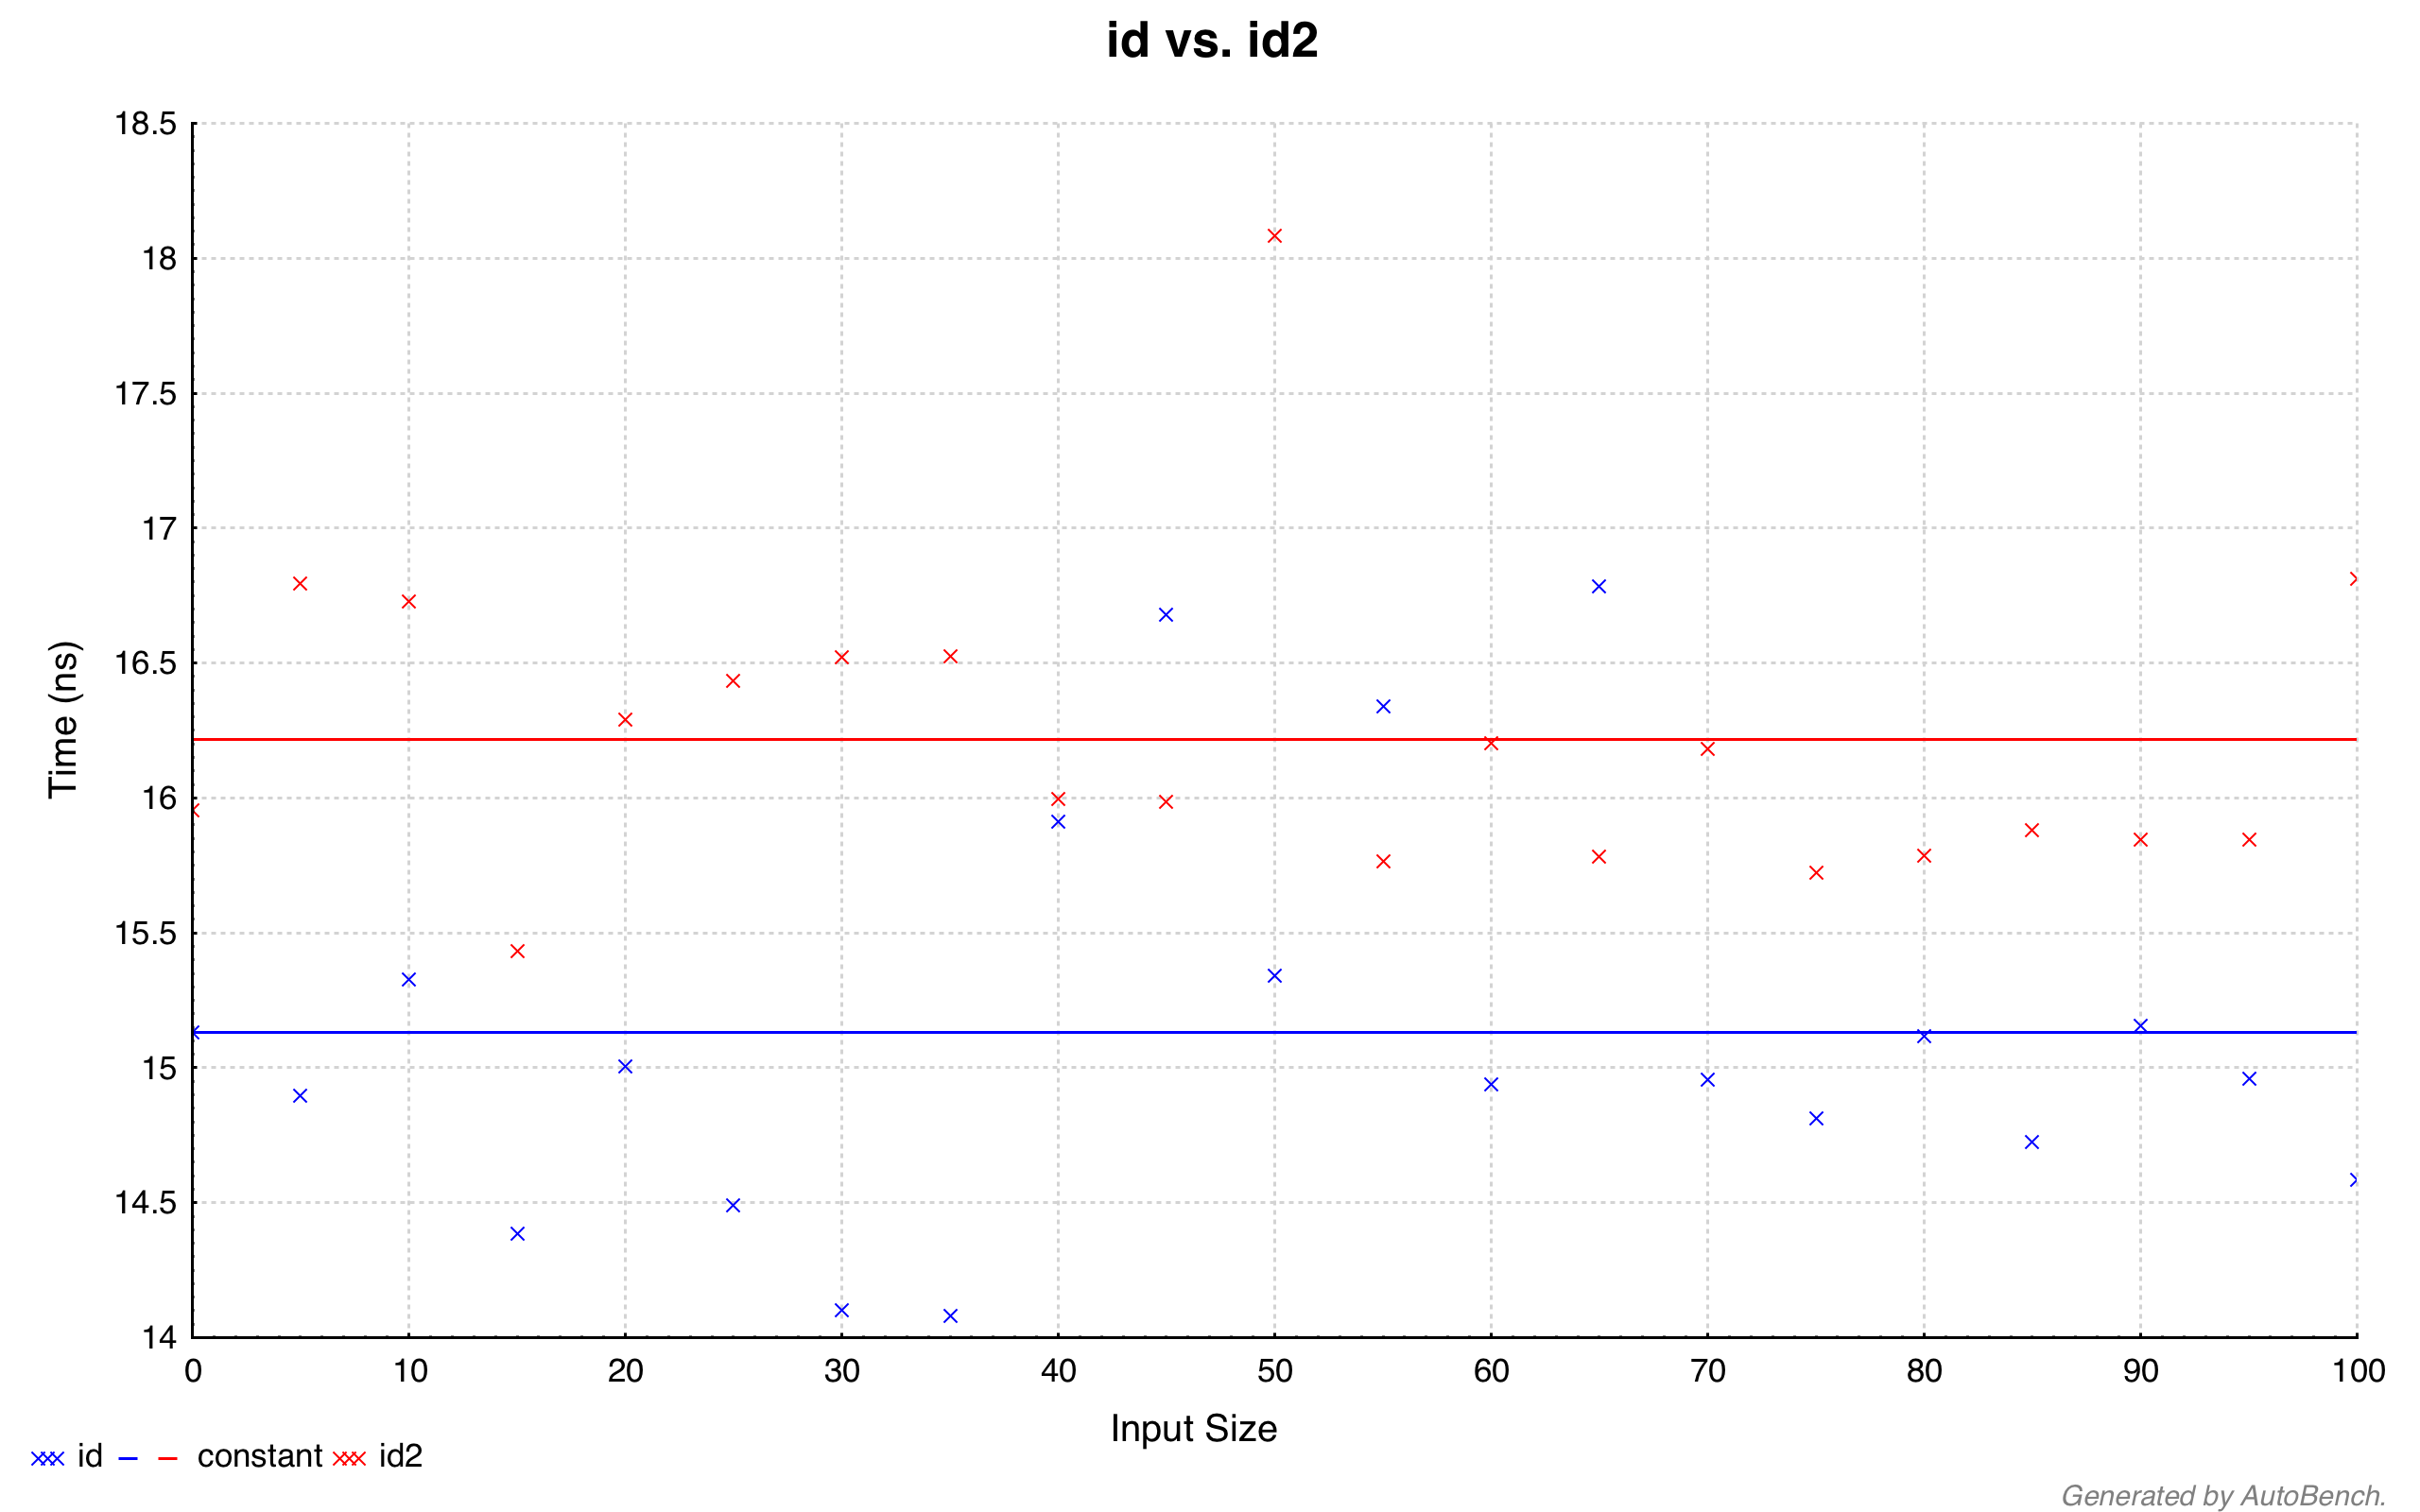 id vs. id2
18.5
18
17.5
17
16.5
16
15.5
15
14.5
14
Time (ns)
0 10 20 30 40 50 60 70 80 90 100
Input Size
id constant id2
Generated by AutoBench.